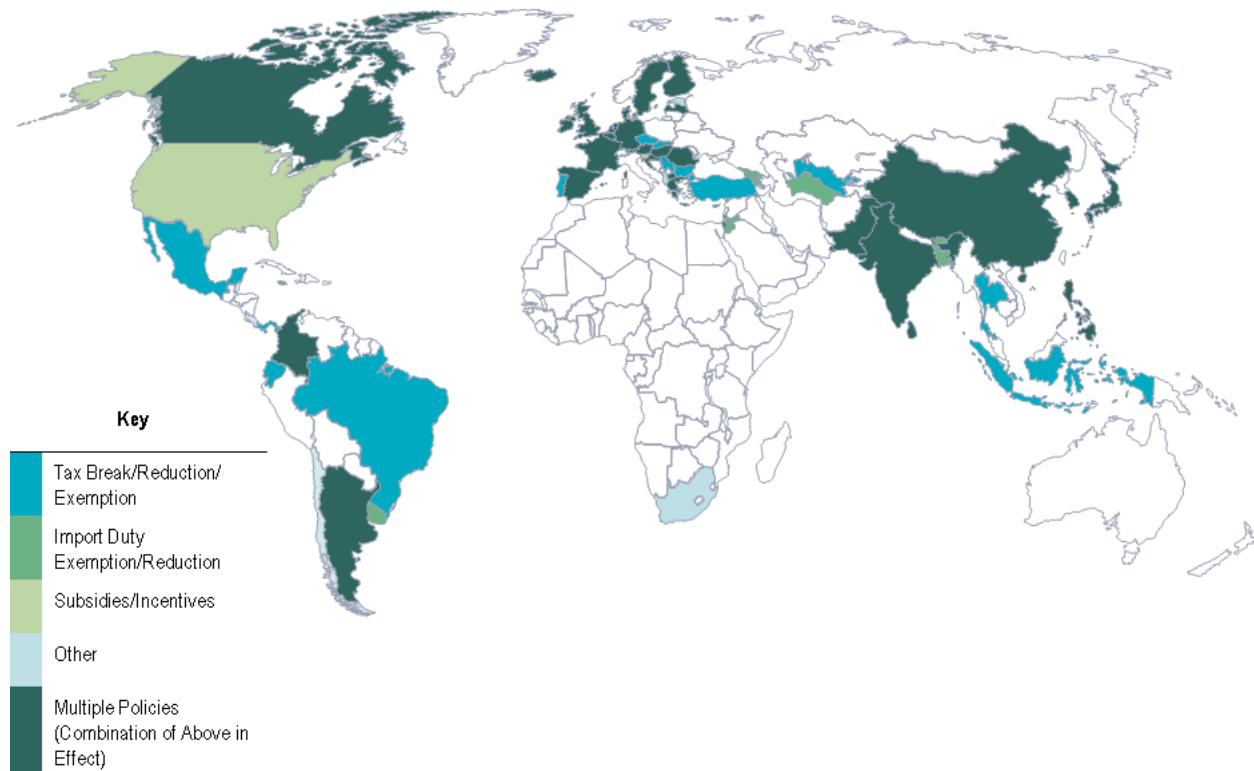 Key
Tax Break/Reduction/
Exemption
Import Duty
Exemption/Reduction
Subsidies/Incentives
Other
Multiple Policies
(Combination of Above in
Effect)